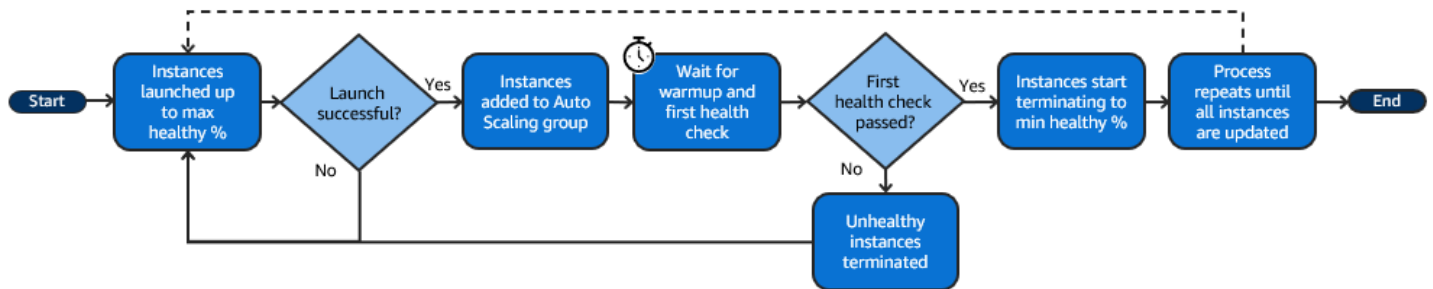 Start
Instances
launched up
to max
healthy %
Launch
successful?
Yes
No
Instances
added to Auto
Scaling group
Wait for
warmup and
first health
check
First
health check
passed?
Yes
No
Instances start
terminating to
min healthy %
Process
repeats until
all instances
are updated
End
Unhealthy
instances
terminated